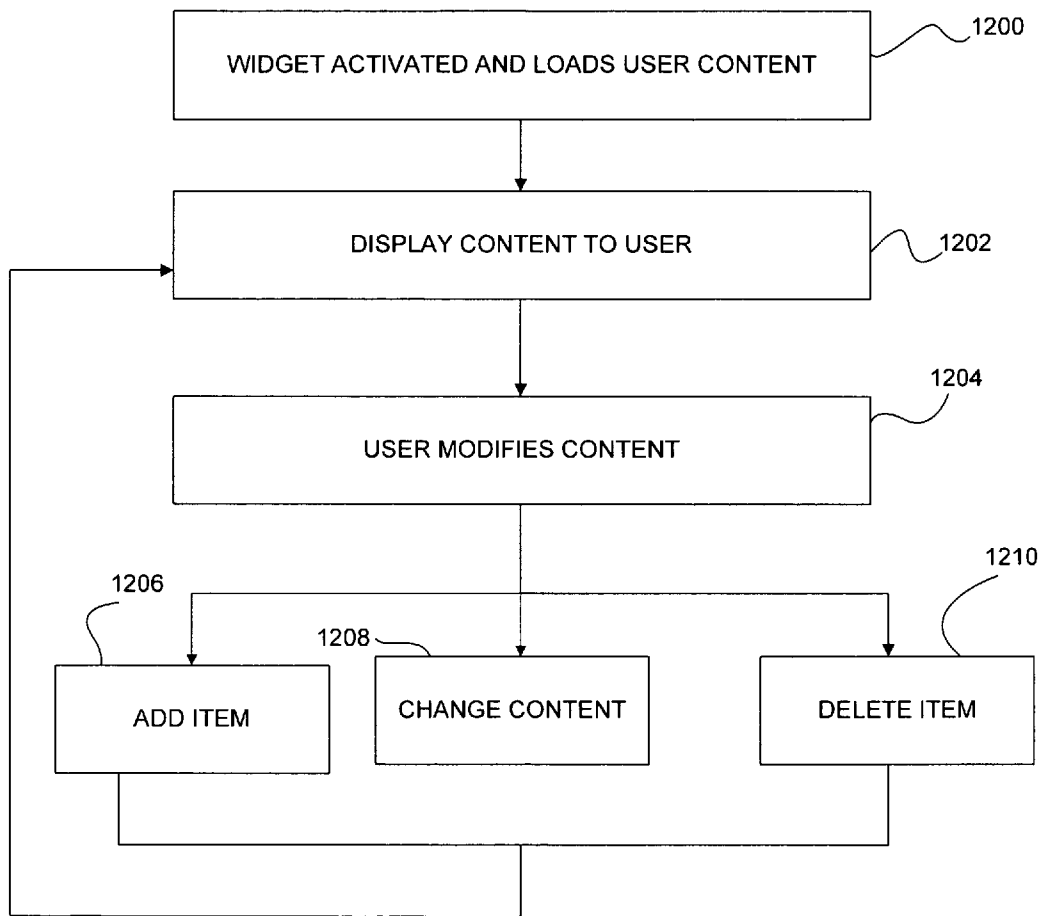 1200
WIDGET ACTIVATED AND LOADS USER CONTENT
DISPLAY CONTENT TO USER
1202
1204
USER MODIFIES CONTENT
1206
1208
1210
ADD ITEM
CHANGE CONTENT
DELETE ITEM